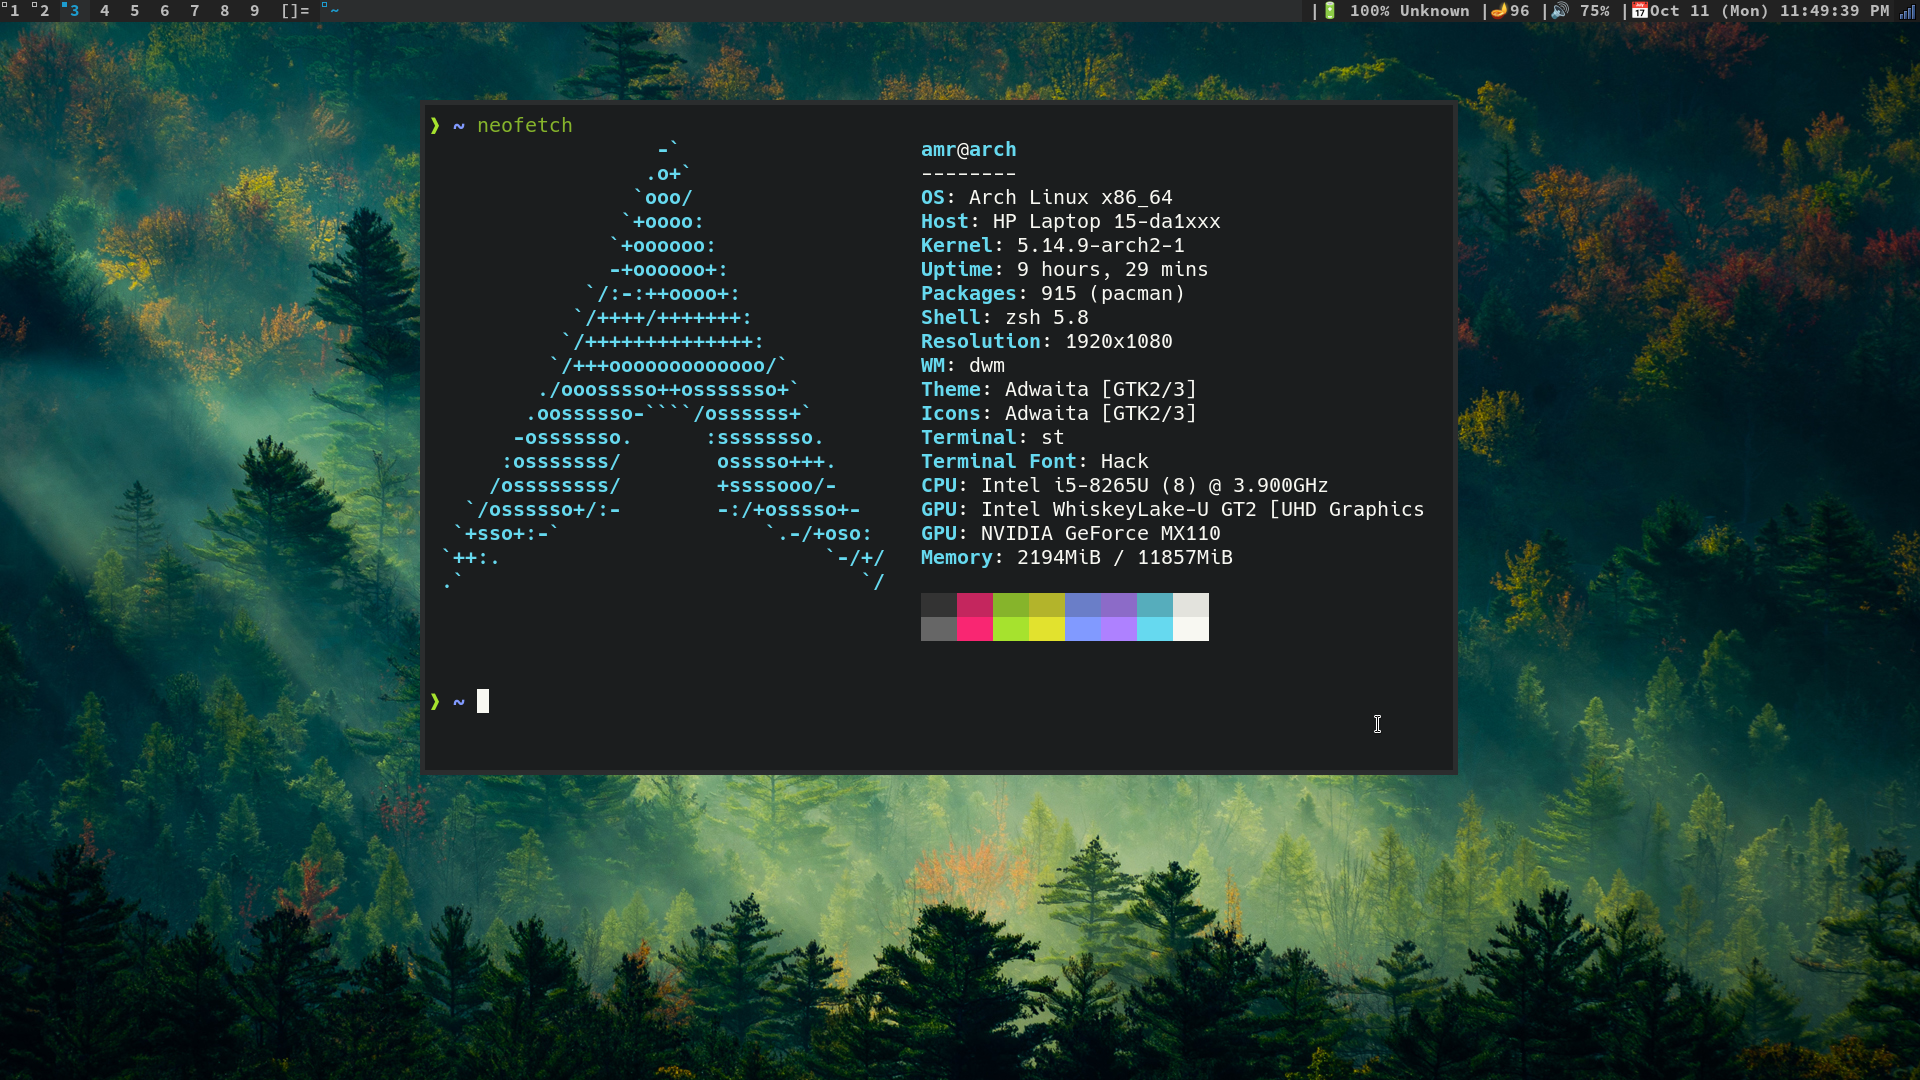 1 2 3 4 5 6 7 8 9 []= ~ |🔋 100% Unknown |🪔96 |🔊 75% |📅Oct 11 (Mon) 11:49:39 PM
❯ ~ neofetch
                   -`                    amr@arch
                  .o+`                   --------
                 `ooo/                   OS: Arch Linux x86_64
                `+oooo:                  Host: HP Laptop 15-da1xxx
               `+oooooo:                 Kernel: 5.14.9-arch2-1
               -+oooooo+:                Uptime: 9 hours, 29 mins
             `/:-:++oooo+:               Packages: 915 (pacman)
            `/++++/+++++++:              Shell: zsh 5.8
           `/++++++++++++++:             Resolution: 1920x1080
          `/+++ooooooooooooo/`           WM: dwm
         ./ooosssso++osssssso+`          Theme: Adwaita [GTK2/3]
        .oossssso-````/ossssss+`         Icons: Adwaita [GTK2/3]
       -osssssso.      :ssssssso.        Terminal: st
      :osssssss/        osssso+++.       Terminal Font: Hack
     /ossssssss/        +ssssooo/-       CPU: Intel i5-8265U (8) @ 3.900GHz
   `/ossssso+/:-        -:/+osssso+-     GPU: Intel WhiskeyLake-U GT2 [UHD Graphics
  `+sso+:-`                 `.-/+oso:    GPU: NVIDIA GeForce MX110
 `++:.                           `-/+/   Memory: 2194MiB / 11857MiB
 .`                                 `/
❯ ~